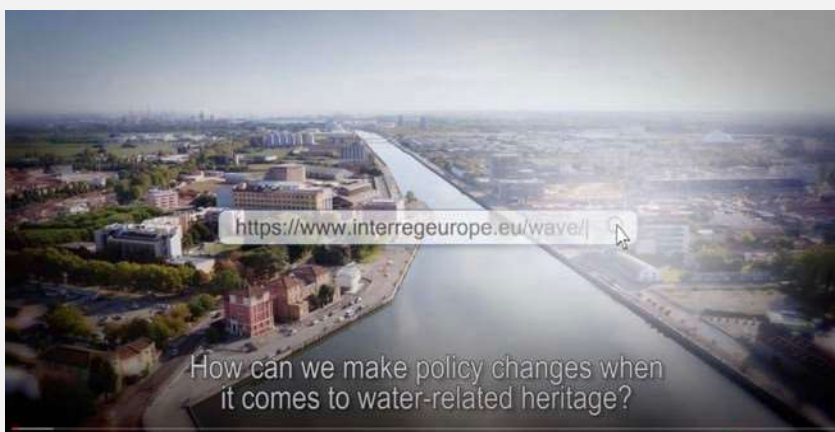 https://www.interregeurope.eu/wave/
How can we make policy changes when
it comes to water-related heritage?